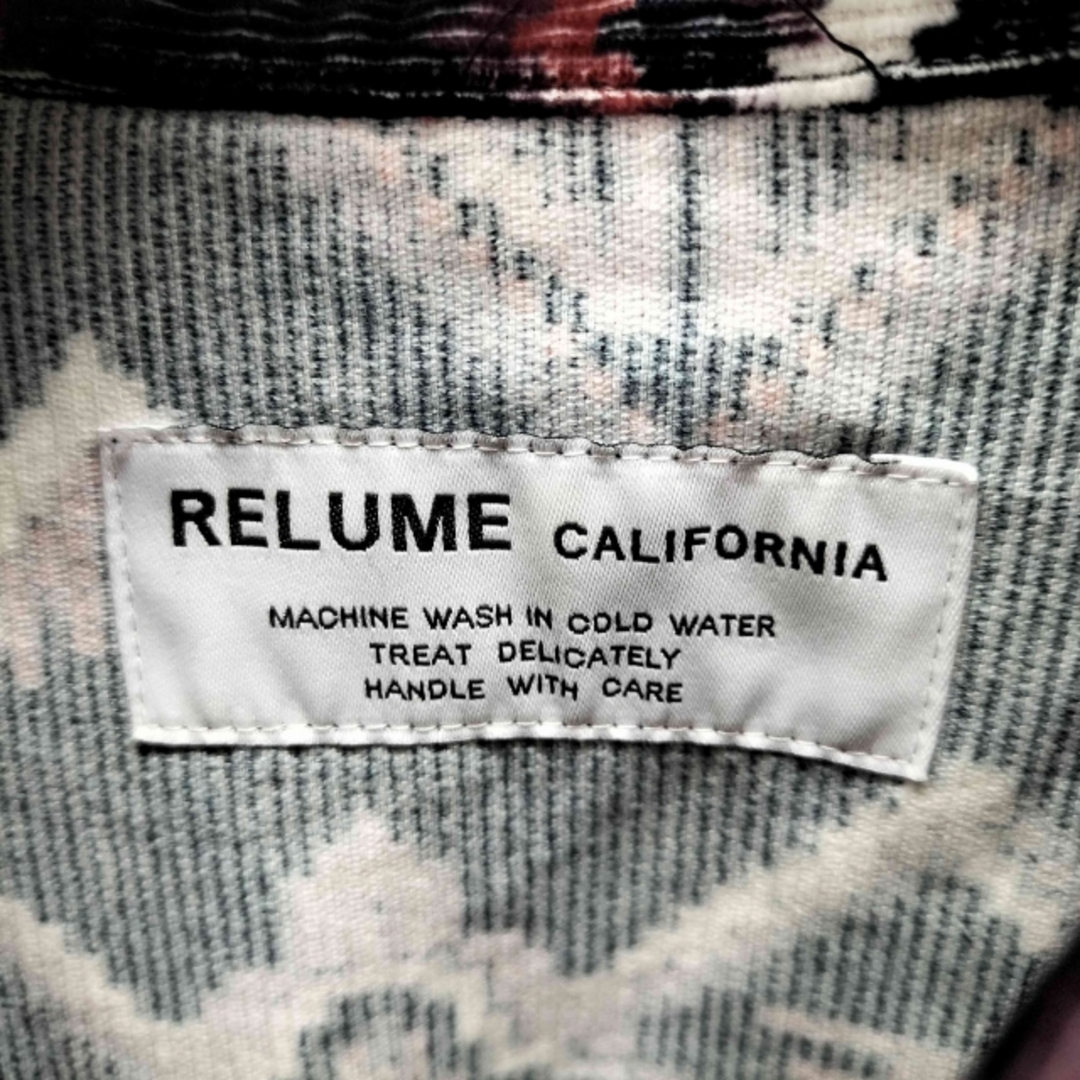 RELUME CALIFORNIA
MACHINE WASH IN COLD WATER
TREAT DELICATELY
HANDLE WITH CARE